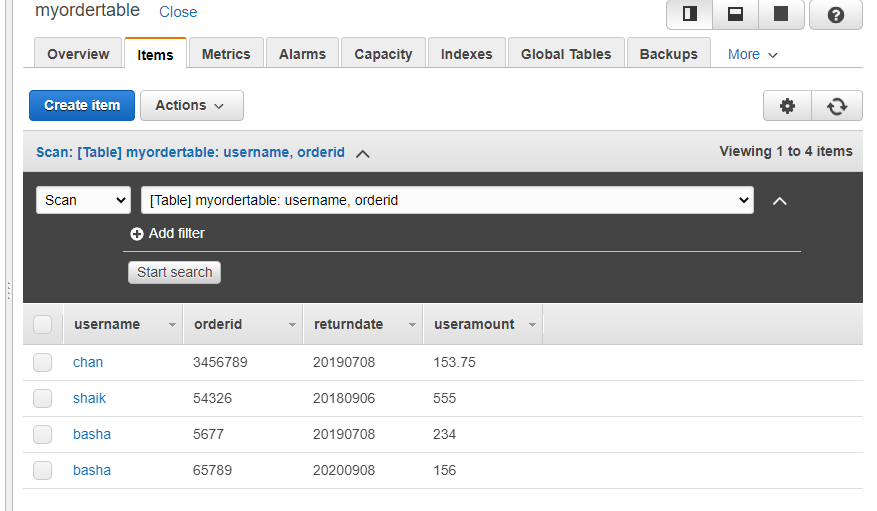 myordertable Close
Overview Items Metrics Alarms Capacity Indexes Global Tables Backups More
Create item Actions
Scan: [Table] myordertable: username, orderid Viewing 1 to 4 items
Scan [Table] myordertable: username, orderid
Add filter
Start search
username orderid returndate useramount
chan 3456789 20190708 153.75
shaik 54326 20180906 555
basha 5677 20190708 234
basha 65789 20200908 156